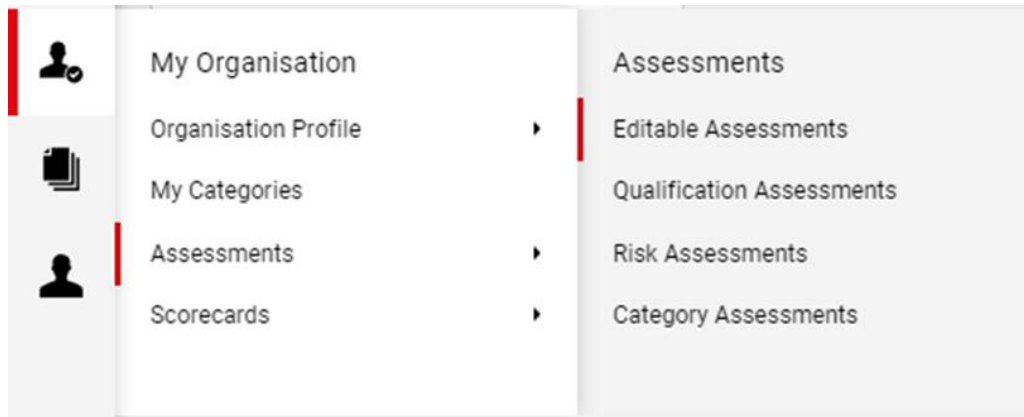 My Organisation
Organisation Profile
My Categories
Assessments
Scorecards
Assessments
Editable Assessments
Qualification Assessments
Risk Assessments
Category Assessments